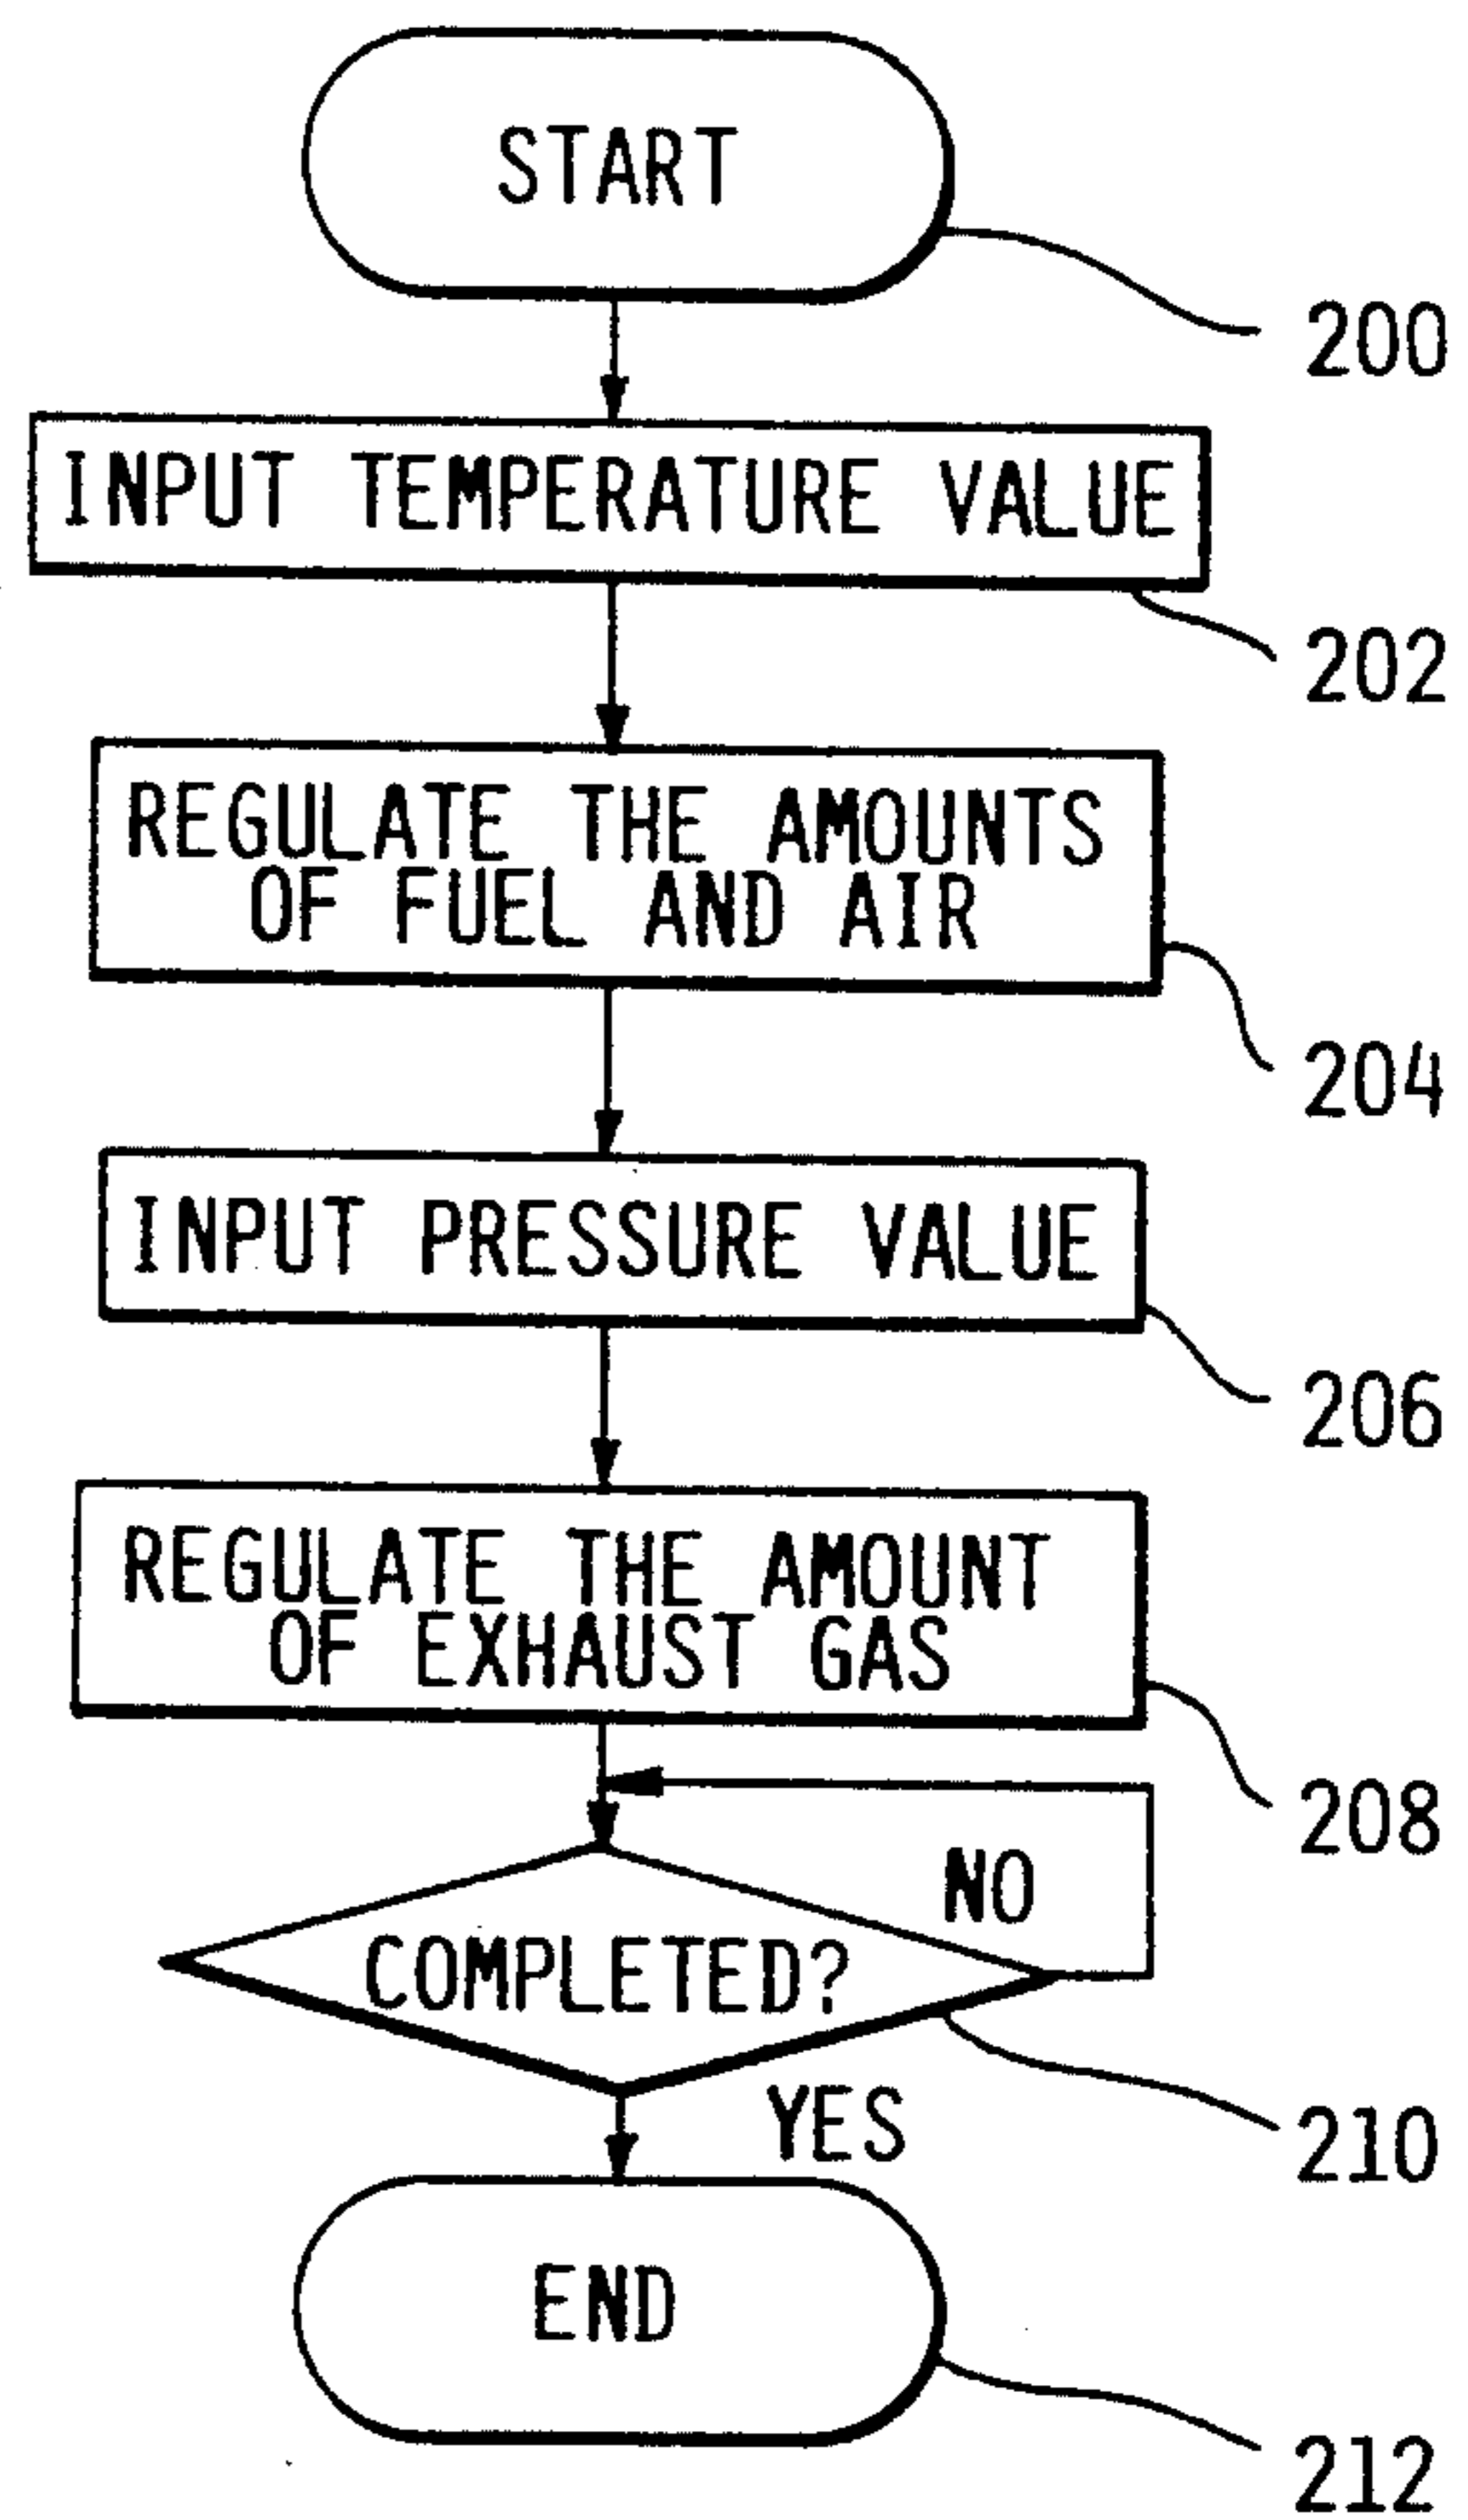 START
200
INPUT TEMPERATURE VALUE
202
REGULATE THE AMOUNTS
OF FUEL AND AIR
204
INPUT PRESSURE VALUE
206
REGULATE THE AMOUNT
OF EXHAUST GAS
208
NO
COMPLETED?
YES
210
END
212